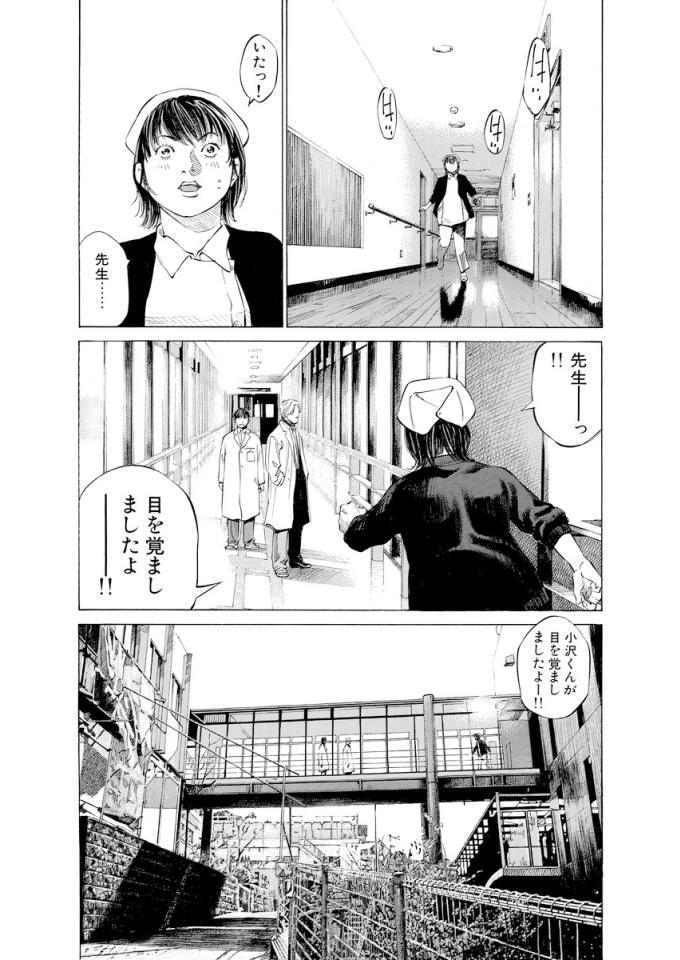 ハッ
ハッ
ハッ
いたっ！
先生……
先生――っ
!!
目を覚まし
ましたよ
――!!
小沢くんが
目を覚まし
ましたよー!!